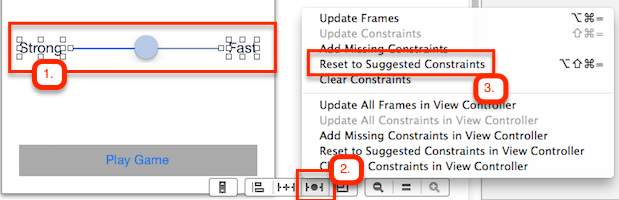 Strong
Fast
1.
Play Game
2.
Update Frames ⌥⌘=
Update Constraints ⇧⌘=
Add Missing Constraints
Reset to Suggested Constraints ⌥⇧⌘=
3.
Clear Constraints
Update All Frames in View Controller
Update All Constraints in View Controller
Add Missing Constraints in View Controller
Reset to Suggested Constraints in View Controller
Constraints in View Controller